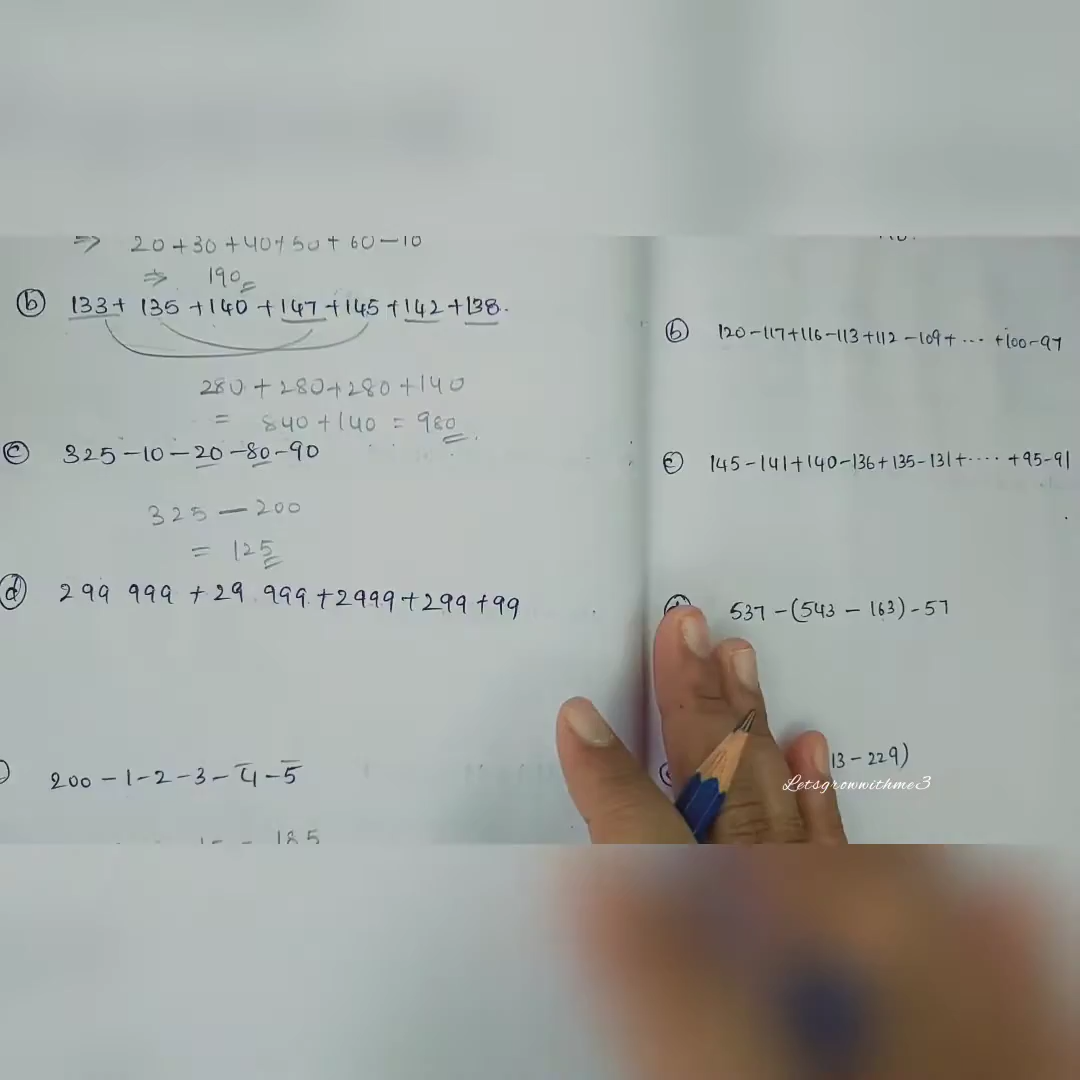 ⇒ 20+30+40+50+60-10
⇒ 190
(b) 133+135+140+147+145+142+138.
280+280+280+140
= 840+140 = 980.
(c) 325-10-20-80-90
325-200
= 125
(d) 299 999 + 29 999 + 2999 + 299 + 99
200-1-2-3-4-5
185
(b) 120-117+116-113+112-109+ ... +100-97
(c) 145-141+140-136+135-131+ .... +95-91
537-(543-163)-57
13-229)
Letsgrowwithme3